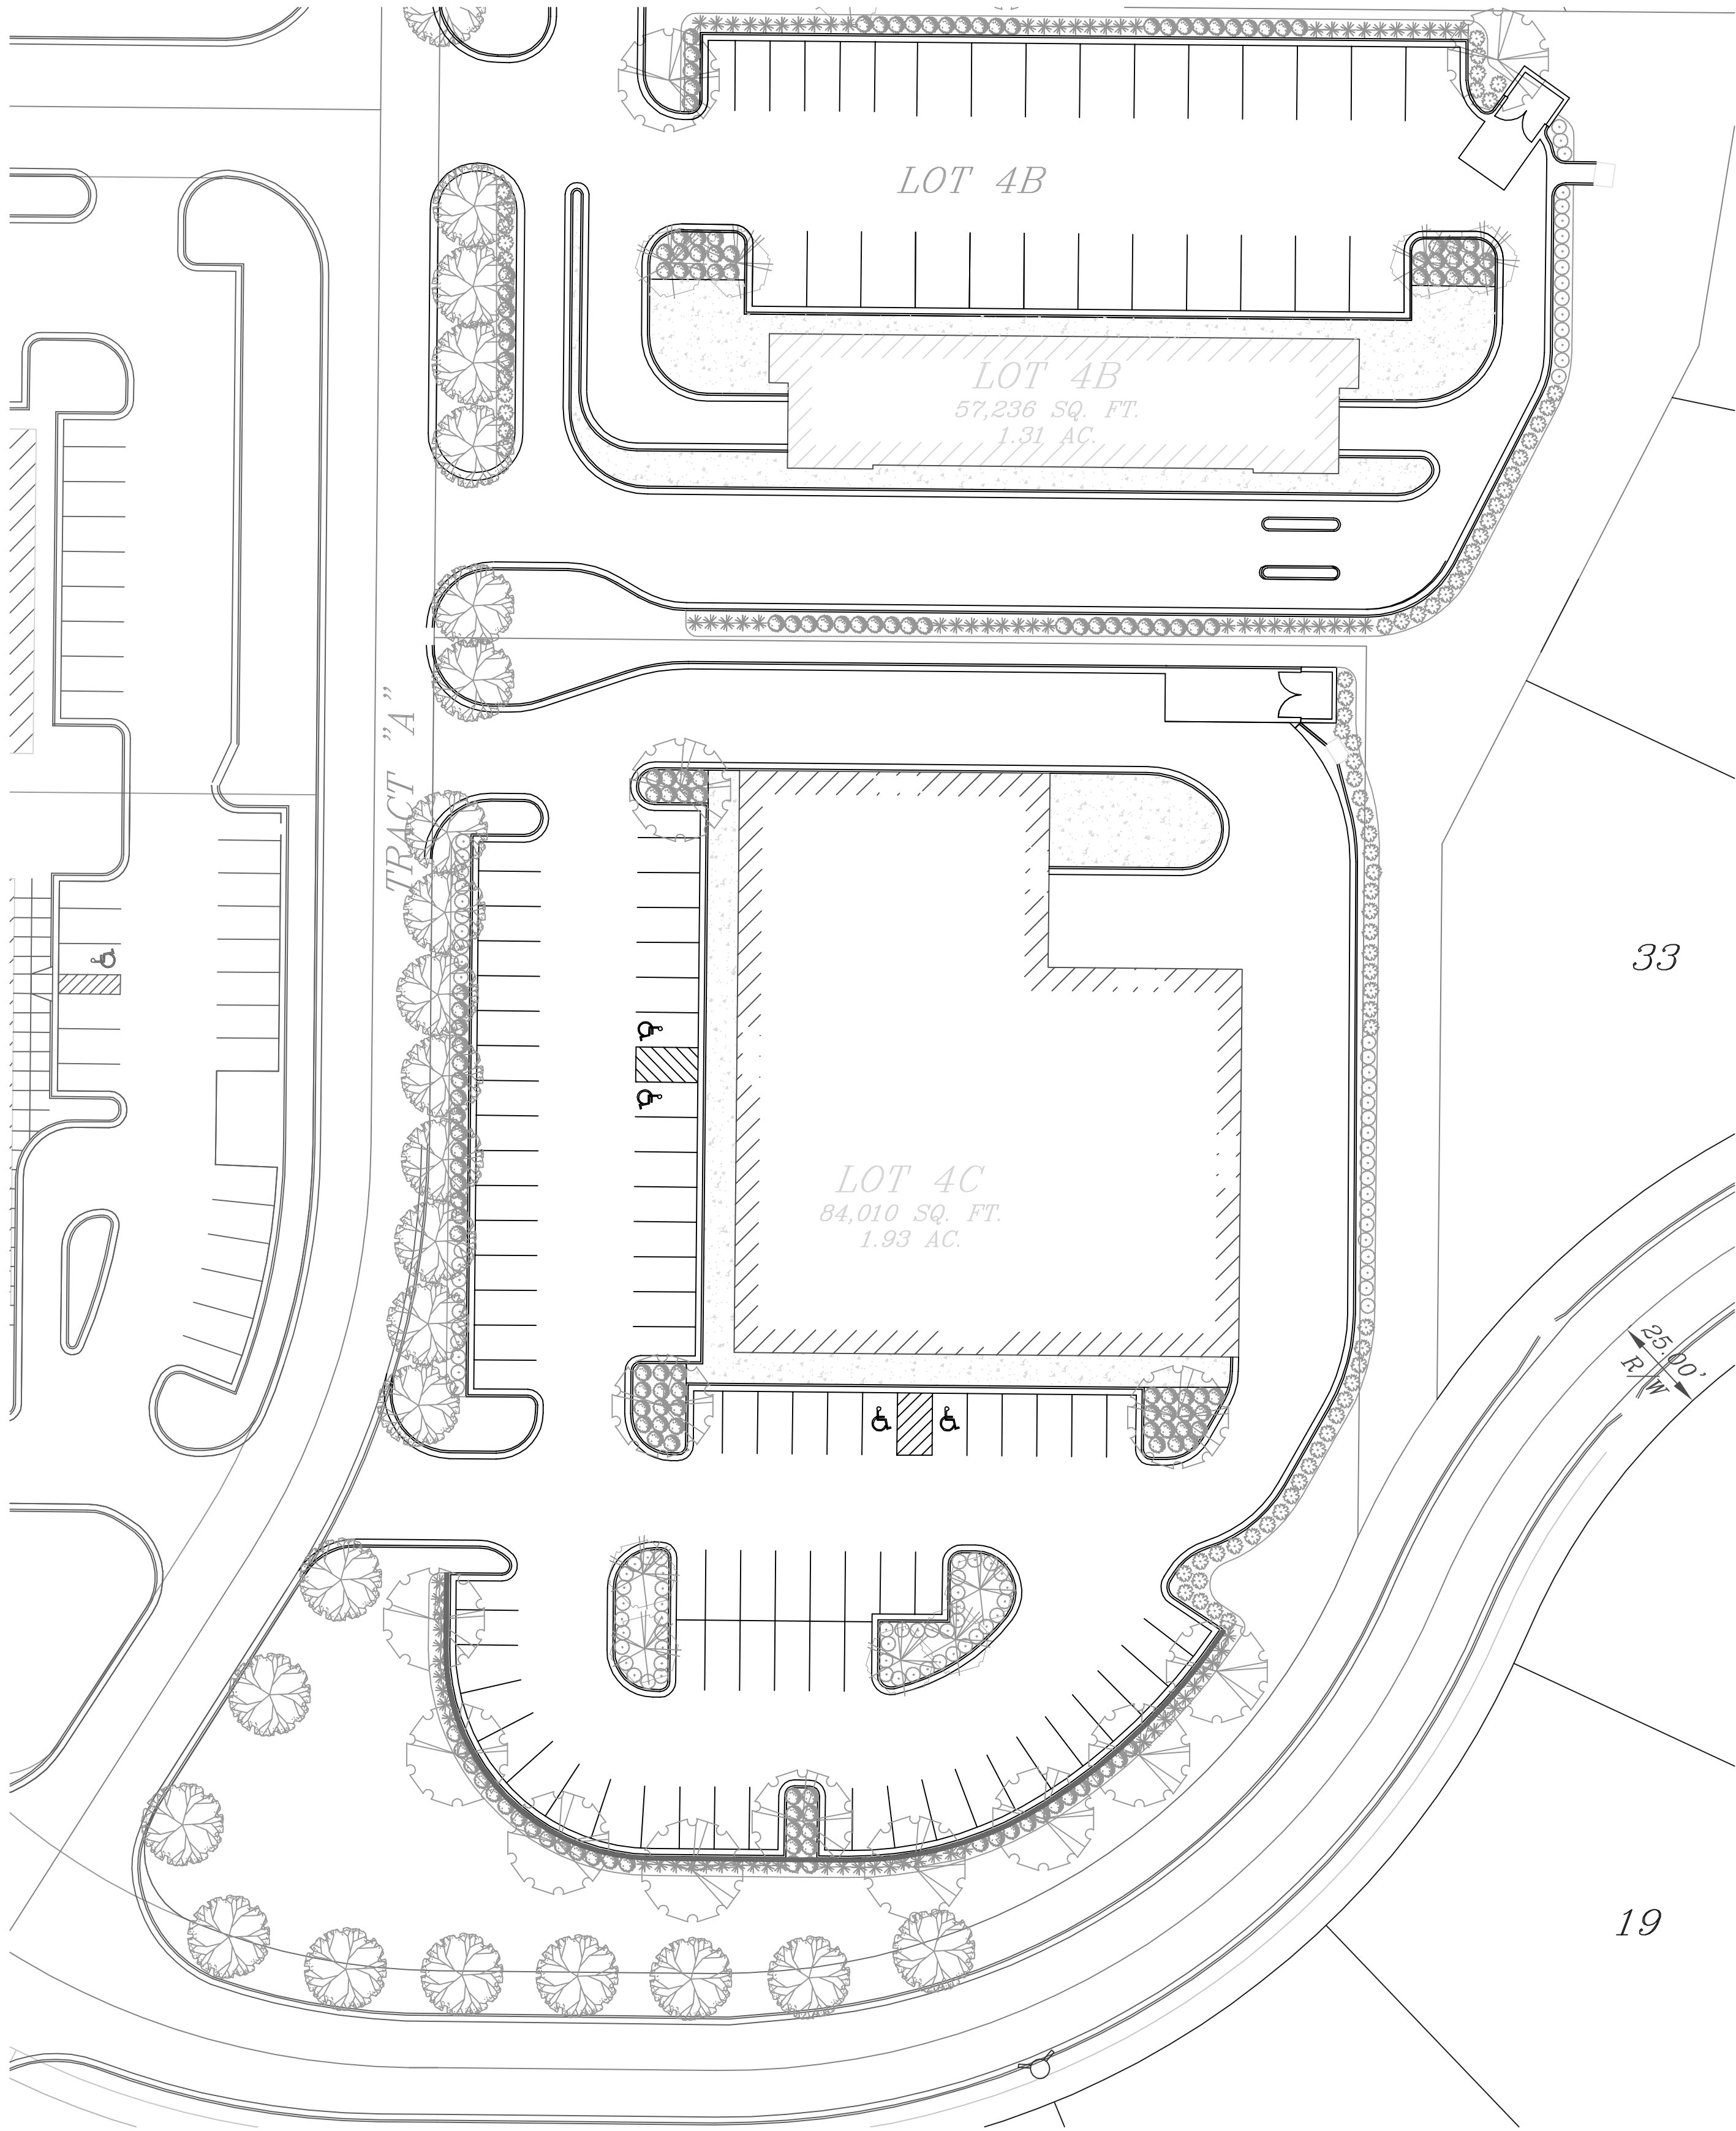 LOT 4B
LOT 4B
57,236 SQ. FT.
1.31 AC.
TRACT "A"
33
LOT 4C
84,010 SQ. FT.
1.93 AC.
25.00'
R/W
19